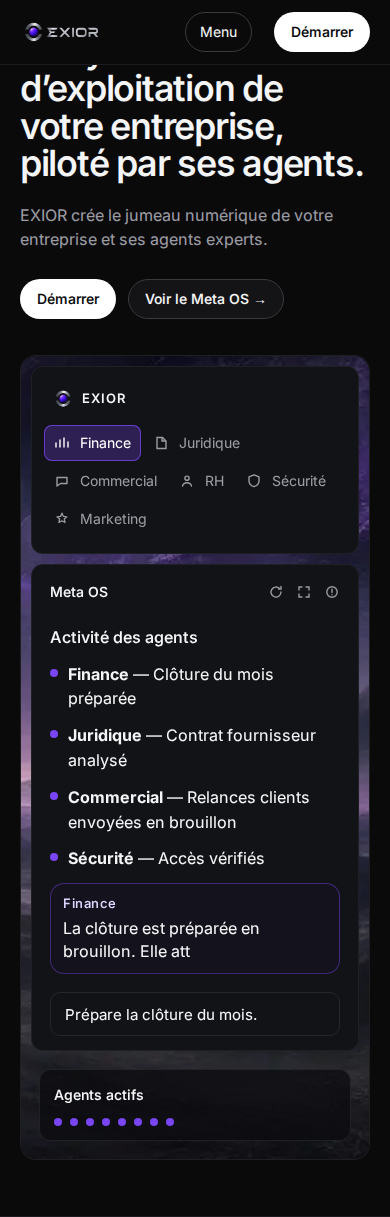 EXIOR
Menu
Démarrer
d’exploitation de
votre entreprise,
piloté par ses agents.
EXIOR crée le jumeau numérique de votre
entreprise et ses agents experts.
Démarrer
Voir le Meta OS →
EXIOR
Finance
Juridique
Commercial
RH
Sécurité
Marketing
Meta OS
Activité des agents
Finance — Clôture du mois
préparée
Juridique — Contrat fournisseur
analysé
Commercial — Relances clients
envoyées en brouillon
Sécurité — Accès vérifiés
Finance
La clôture est préparée en
brouillon. Elle att
Prépare la clôture du mois.
Agents actifs